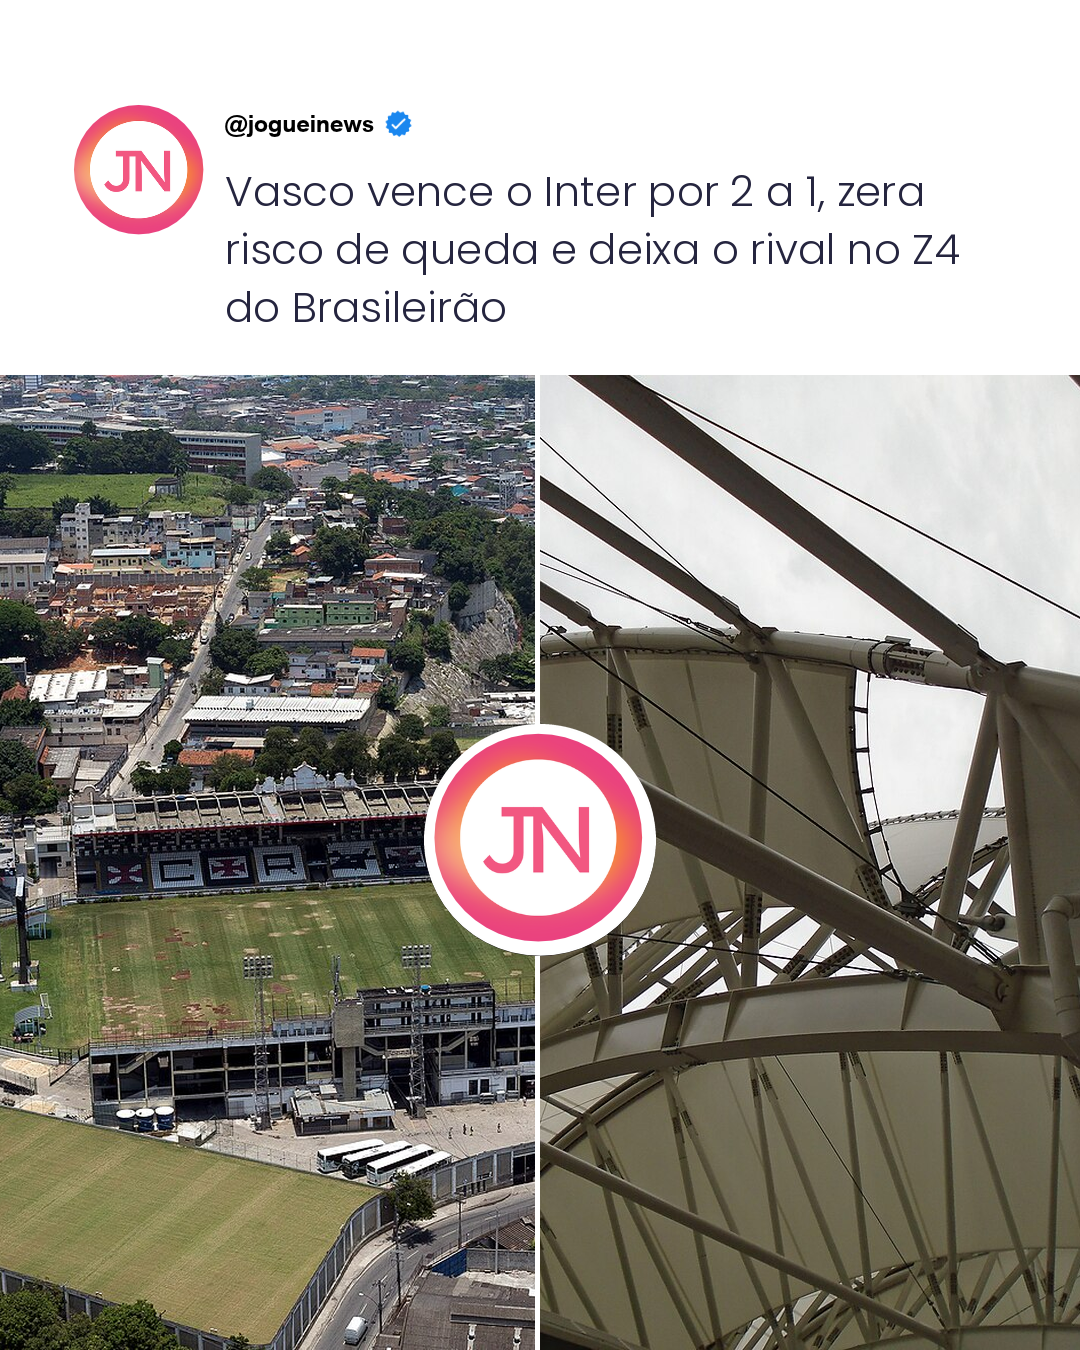 @jogueinews
JN
Vasco vence o Inter por 2 a 1, zera
risco de queda e deixa o rival no Z4
do Brasileirão
JN